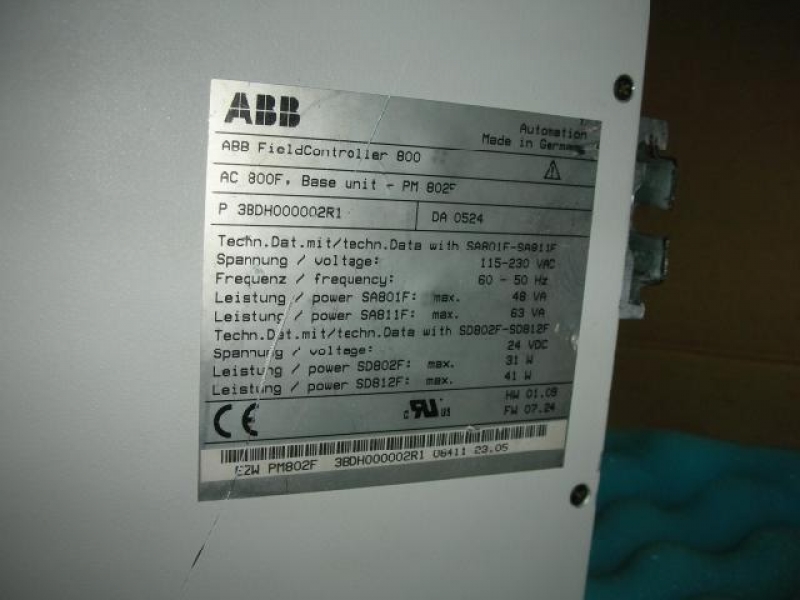 ABB
Automation
Made in Germany
ABB FieldController 800
AC 800F, Base unit - PM 802F
P 3BDH000002R1 DA 0524
Techn.Dat.mit/techn.Data with SA801F-SA811F
Spannung / voltage: 115-230 VAC
Frequenz / frequency: 60 - 50 Hz
Leistung / power SA801F: max. 48 VA
Leistung / power SA811F: max. 63 VA
Techn.Dat.mit/techn.Data with SD802F-SD812F
Spannung / voltage: 24 VDC
Leistung / power SD802F: max. 31 W
Leistung / power SD812F: max. 41 W
HW 01.08
FW 07.24
CE c RU us
EZW PM802F 3BDH000002R1 06411 23.05